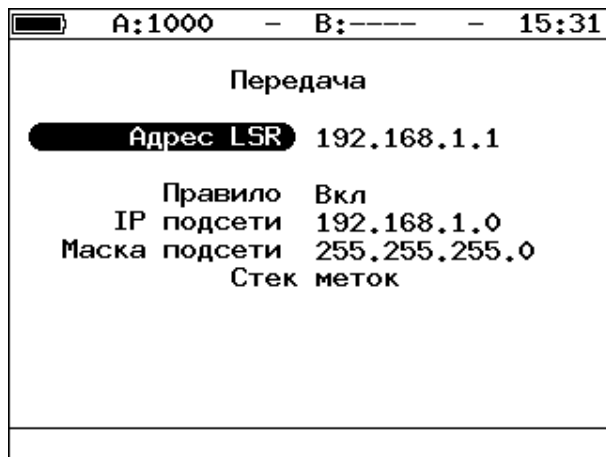 A:1000 - B:---- - 15:31
Передача
Адрес LSR 192.168.1.1
Правило Вкл
IP подсети 192.168.1.0
Маска подсети 255.255.255.0
Стек меток